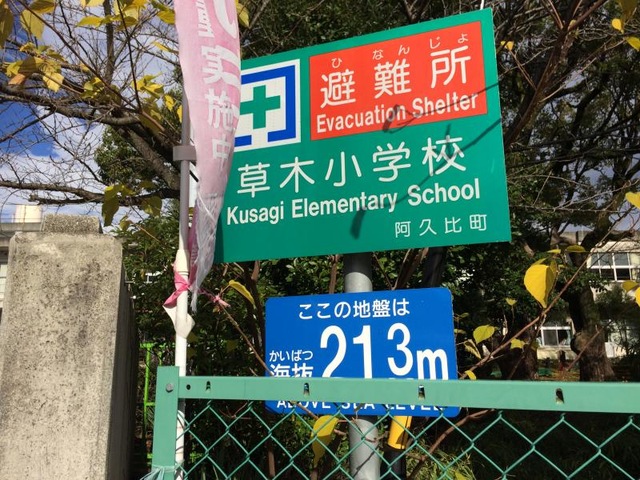 実施中
ひなんじょ
避難所
Evacuation Shelter
草木小学校
Kusagi Elementary School
阿久比町
ここの地盤は
かいばつ
海抜 21.3m
ABOVE SEA LEVEL